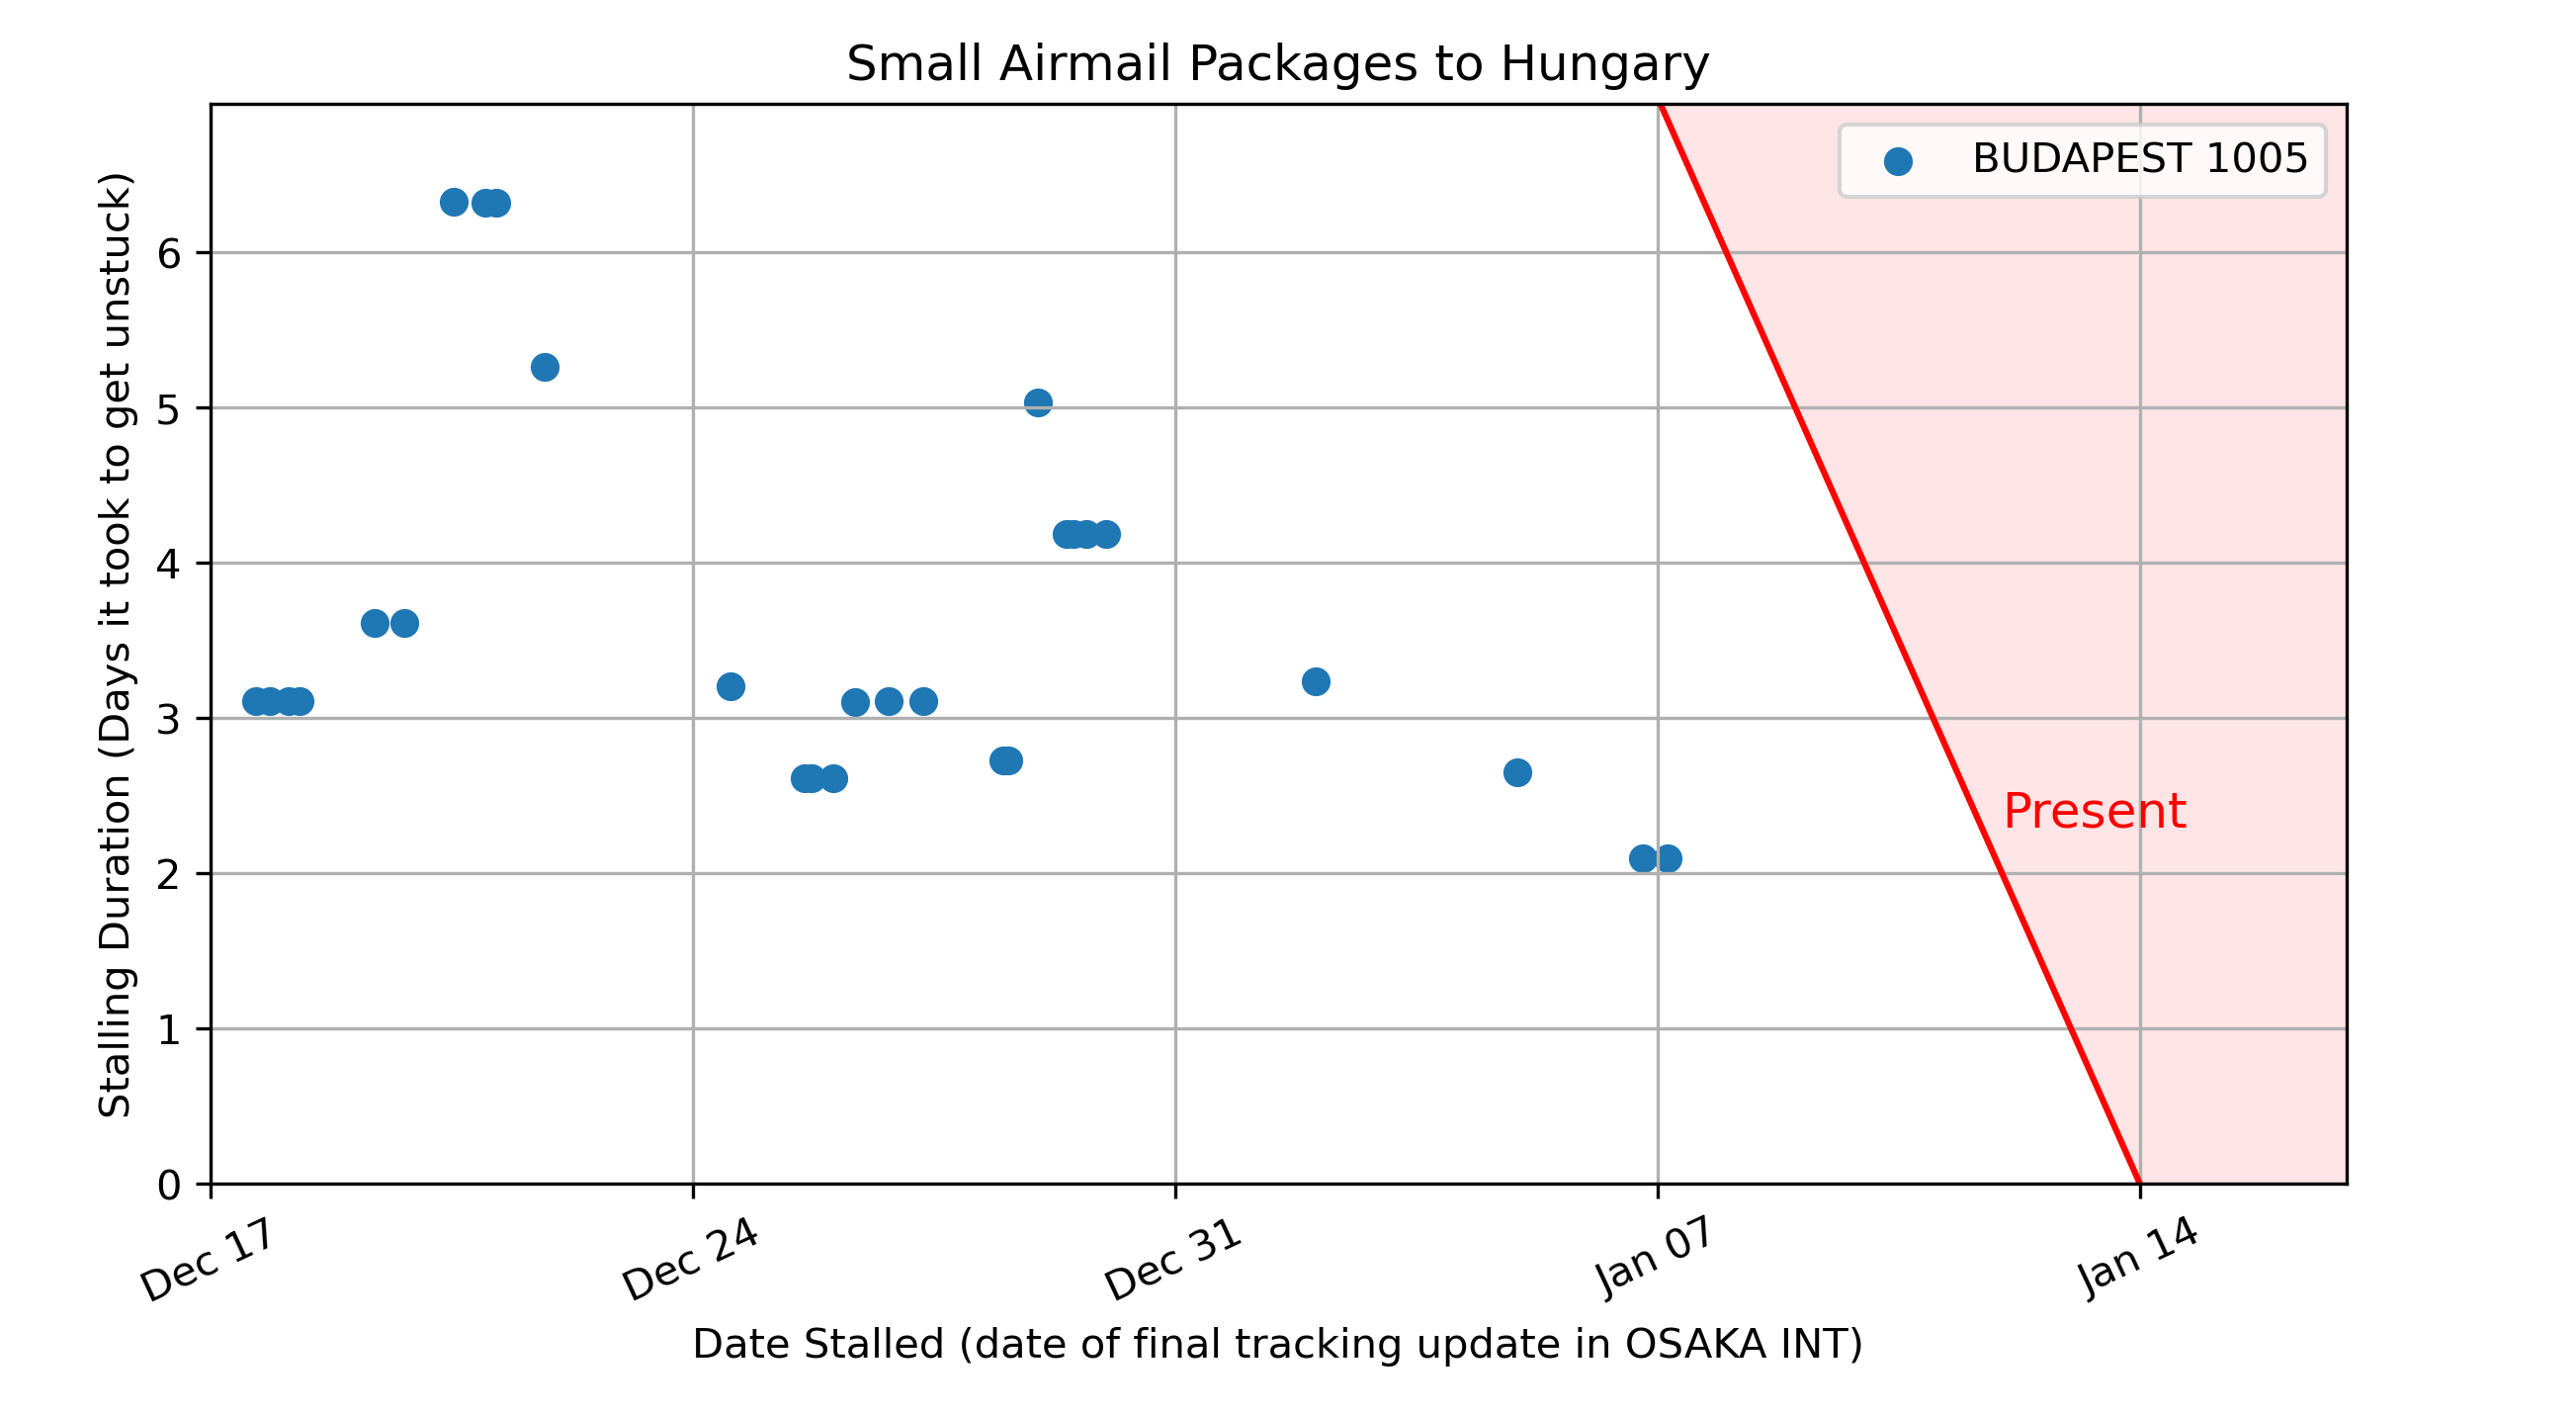 Small Airmail Packages to Hungary
BUDAPEST 1005
Stalling Duration (Days it took to get unstuck)
6
5
4
3
2
1
0
Present
Dec 17
Dec 24
Dec 31
Jan 07
Jan 14
Date Stalled (date of final tracking update in OSAKA INT)